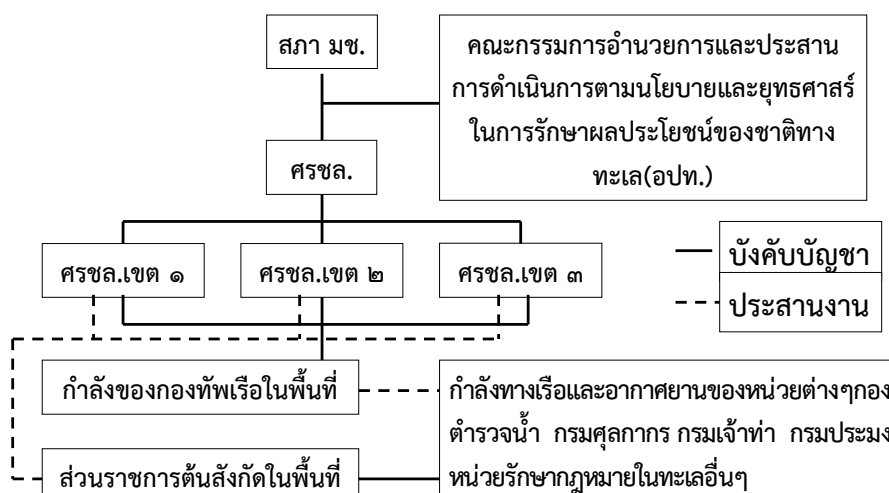 สภา มช.
คณะกรรมการอำนวยการและประสาน
การดำเนินการตามนโยบายและยุทธศาสร์
ในการรักษาผลประโยชน์ของชาติทาง
ทะเล(อปท.)
ศรชล.
ศรชล.เขต ๑
ศรชล.เขต ๒
ศรชล.เขต ๓
บังคับบัญชา
ประสานงาน
กำลังของกองทัพเรือในพื้นที่
กำลังทางเรือและอากาศยานของหน่วยต่างๆกอง
ตำรวจน้ำ กรมศุลกากร กรมเจ้าท่า กรมประมง
หน่วยรักษากฎหมายในทะเลอื่นๆ
ส่วนราชการต้นสังกัดในพื้นที่